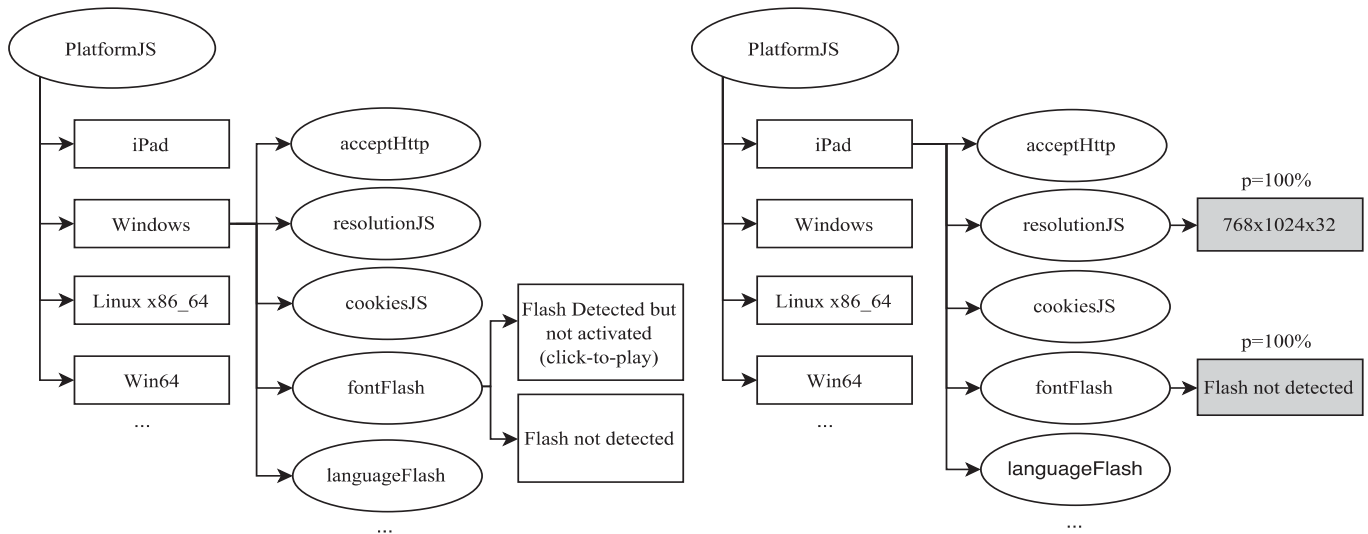 PlatformJS
iPad
Windows
Linux x86_64
Win64
...
acceptHttp
resolutionJS
cookiesJS
fontFlash
languageFlash
...
Flash Detected but
not activated
(click-to-play)
Flash not detected
PlatformJS
iPad
Windows
Linux x86_64
Win64
...
acceptHttp
resolutionJS
cookiesJS
fontFlash
languageFlash
...
p=100%
768x1024x32
p=100%
Flash not detected